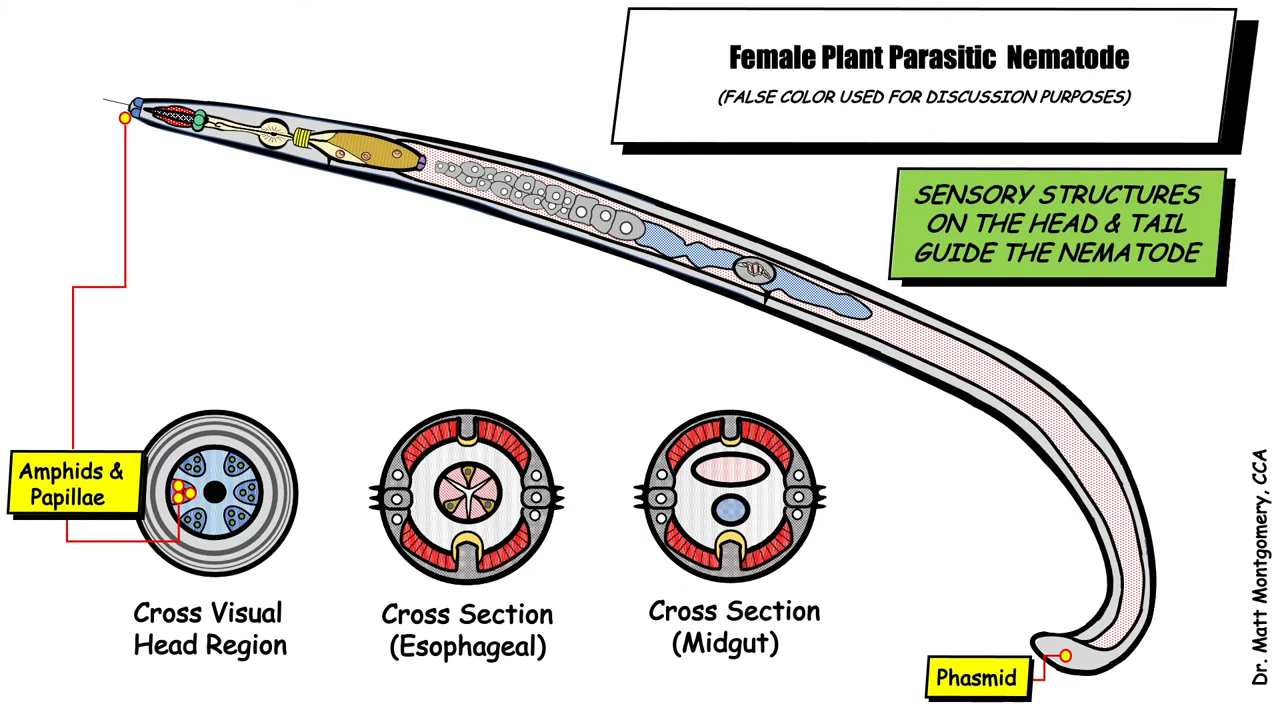 Female Plant Parasitic Nematode
(FALSE COLOR USED FOR DISCUSSION PURPOSES)
SENSORY STRUCTURES
ON THE HEAD & TAIL
GUIDE THE NEMATODE
Amphids &
Papillae
Cross Visual
Head Region
Cross Section
(Esophageal)
Cross Section
(Midgut)
Phasmid
Dr. Matt Montgomery, CCA